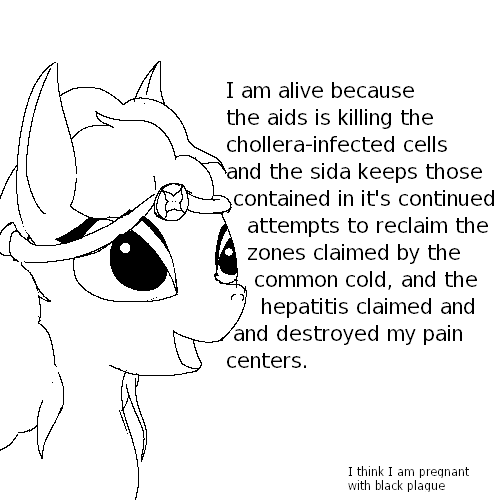 I am alive because
the aids is killing the
chollera-infected cells
and the sida keeps those
contained in it's continued
attempts to reclaim the
zones claimed by the
common cold, and the
hepatitis claimed and
and destroyed my pain
centers.
I think I am pregnant
with black plague